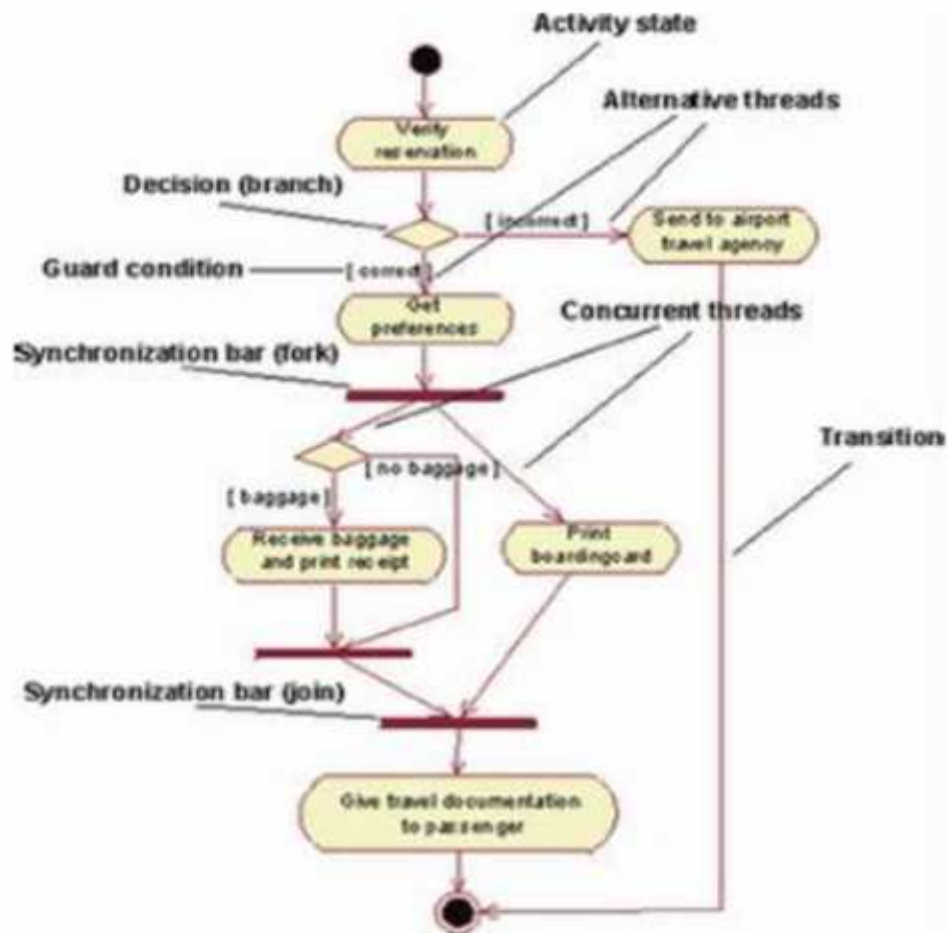 Activity state
Alternative threads
Verify
reservation
Decision (branch)
[ incorrect ]
Send to airport
travel agency
Guard condition
[ correct ]
Get
preferences
Concurrent threads
Synchronization bar (fork)
Transition
[ no baggage ]
[ baggage ]
Receive baggage
and print receipt
Print
boardingcard
Synchronization bar (join)
Give travel documentation
to passenger